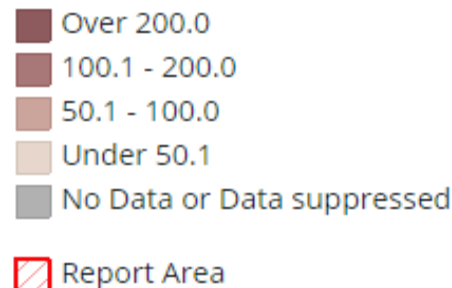 Over 200.0
100.1 - 200.0
50.1 - 100.0
Under 50.1
No Data or Data suppressed
Report Area